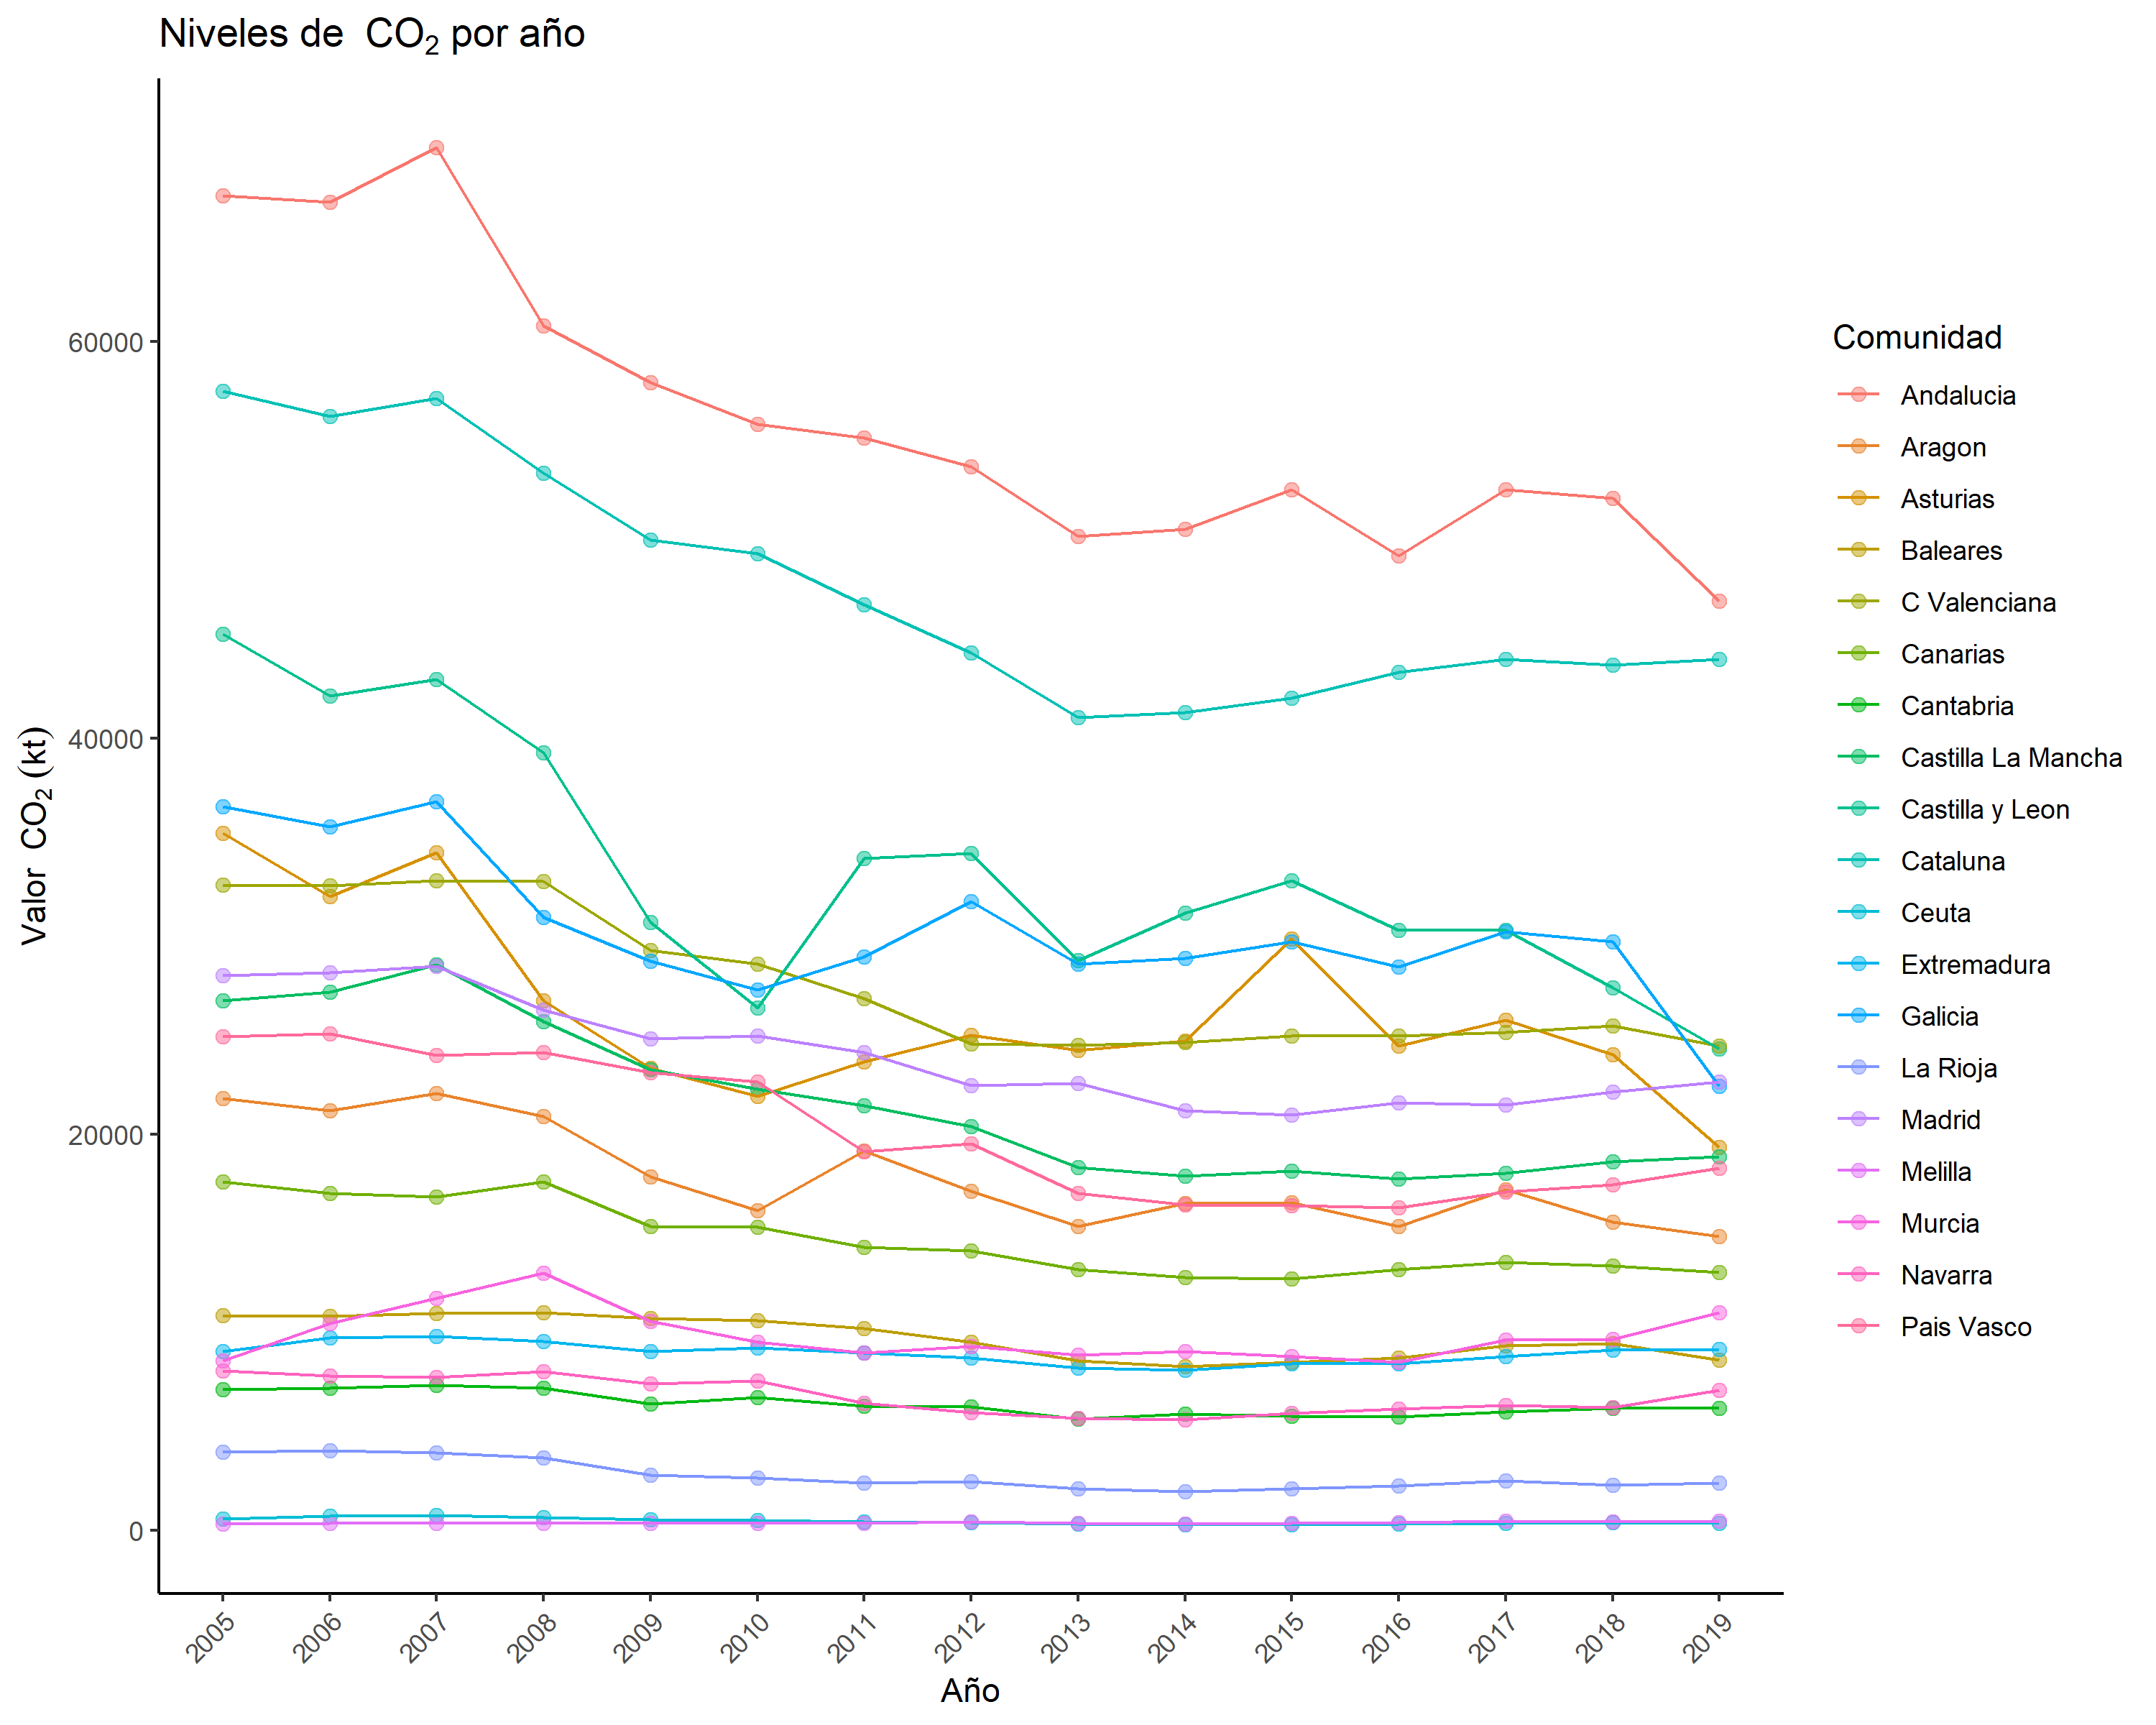 Niveles de  CO₂ por año
Valor  CO₂ (kt)
60000
40000
20000
0
2005
2006
2007
2008
2009
2010
2011
2012
2013
2014
2015
2016
2017
2018
2019
Año
Comunidad
Andalucia
Aragon
Asturias
Baleares
C Valenciana
Canarias
Cantabria
Castilla La Mancha
Castilla y Leon
Cataluna
Ceuta
Extremadura
Galicia
La Rioja
Madrid
Melilla
Murcia
Navarra
Pais Vasco